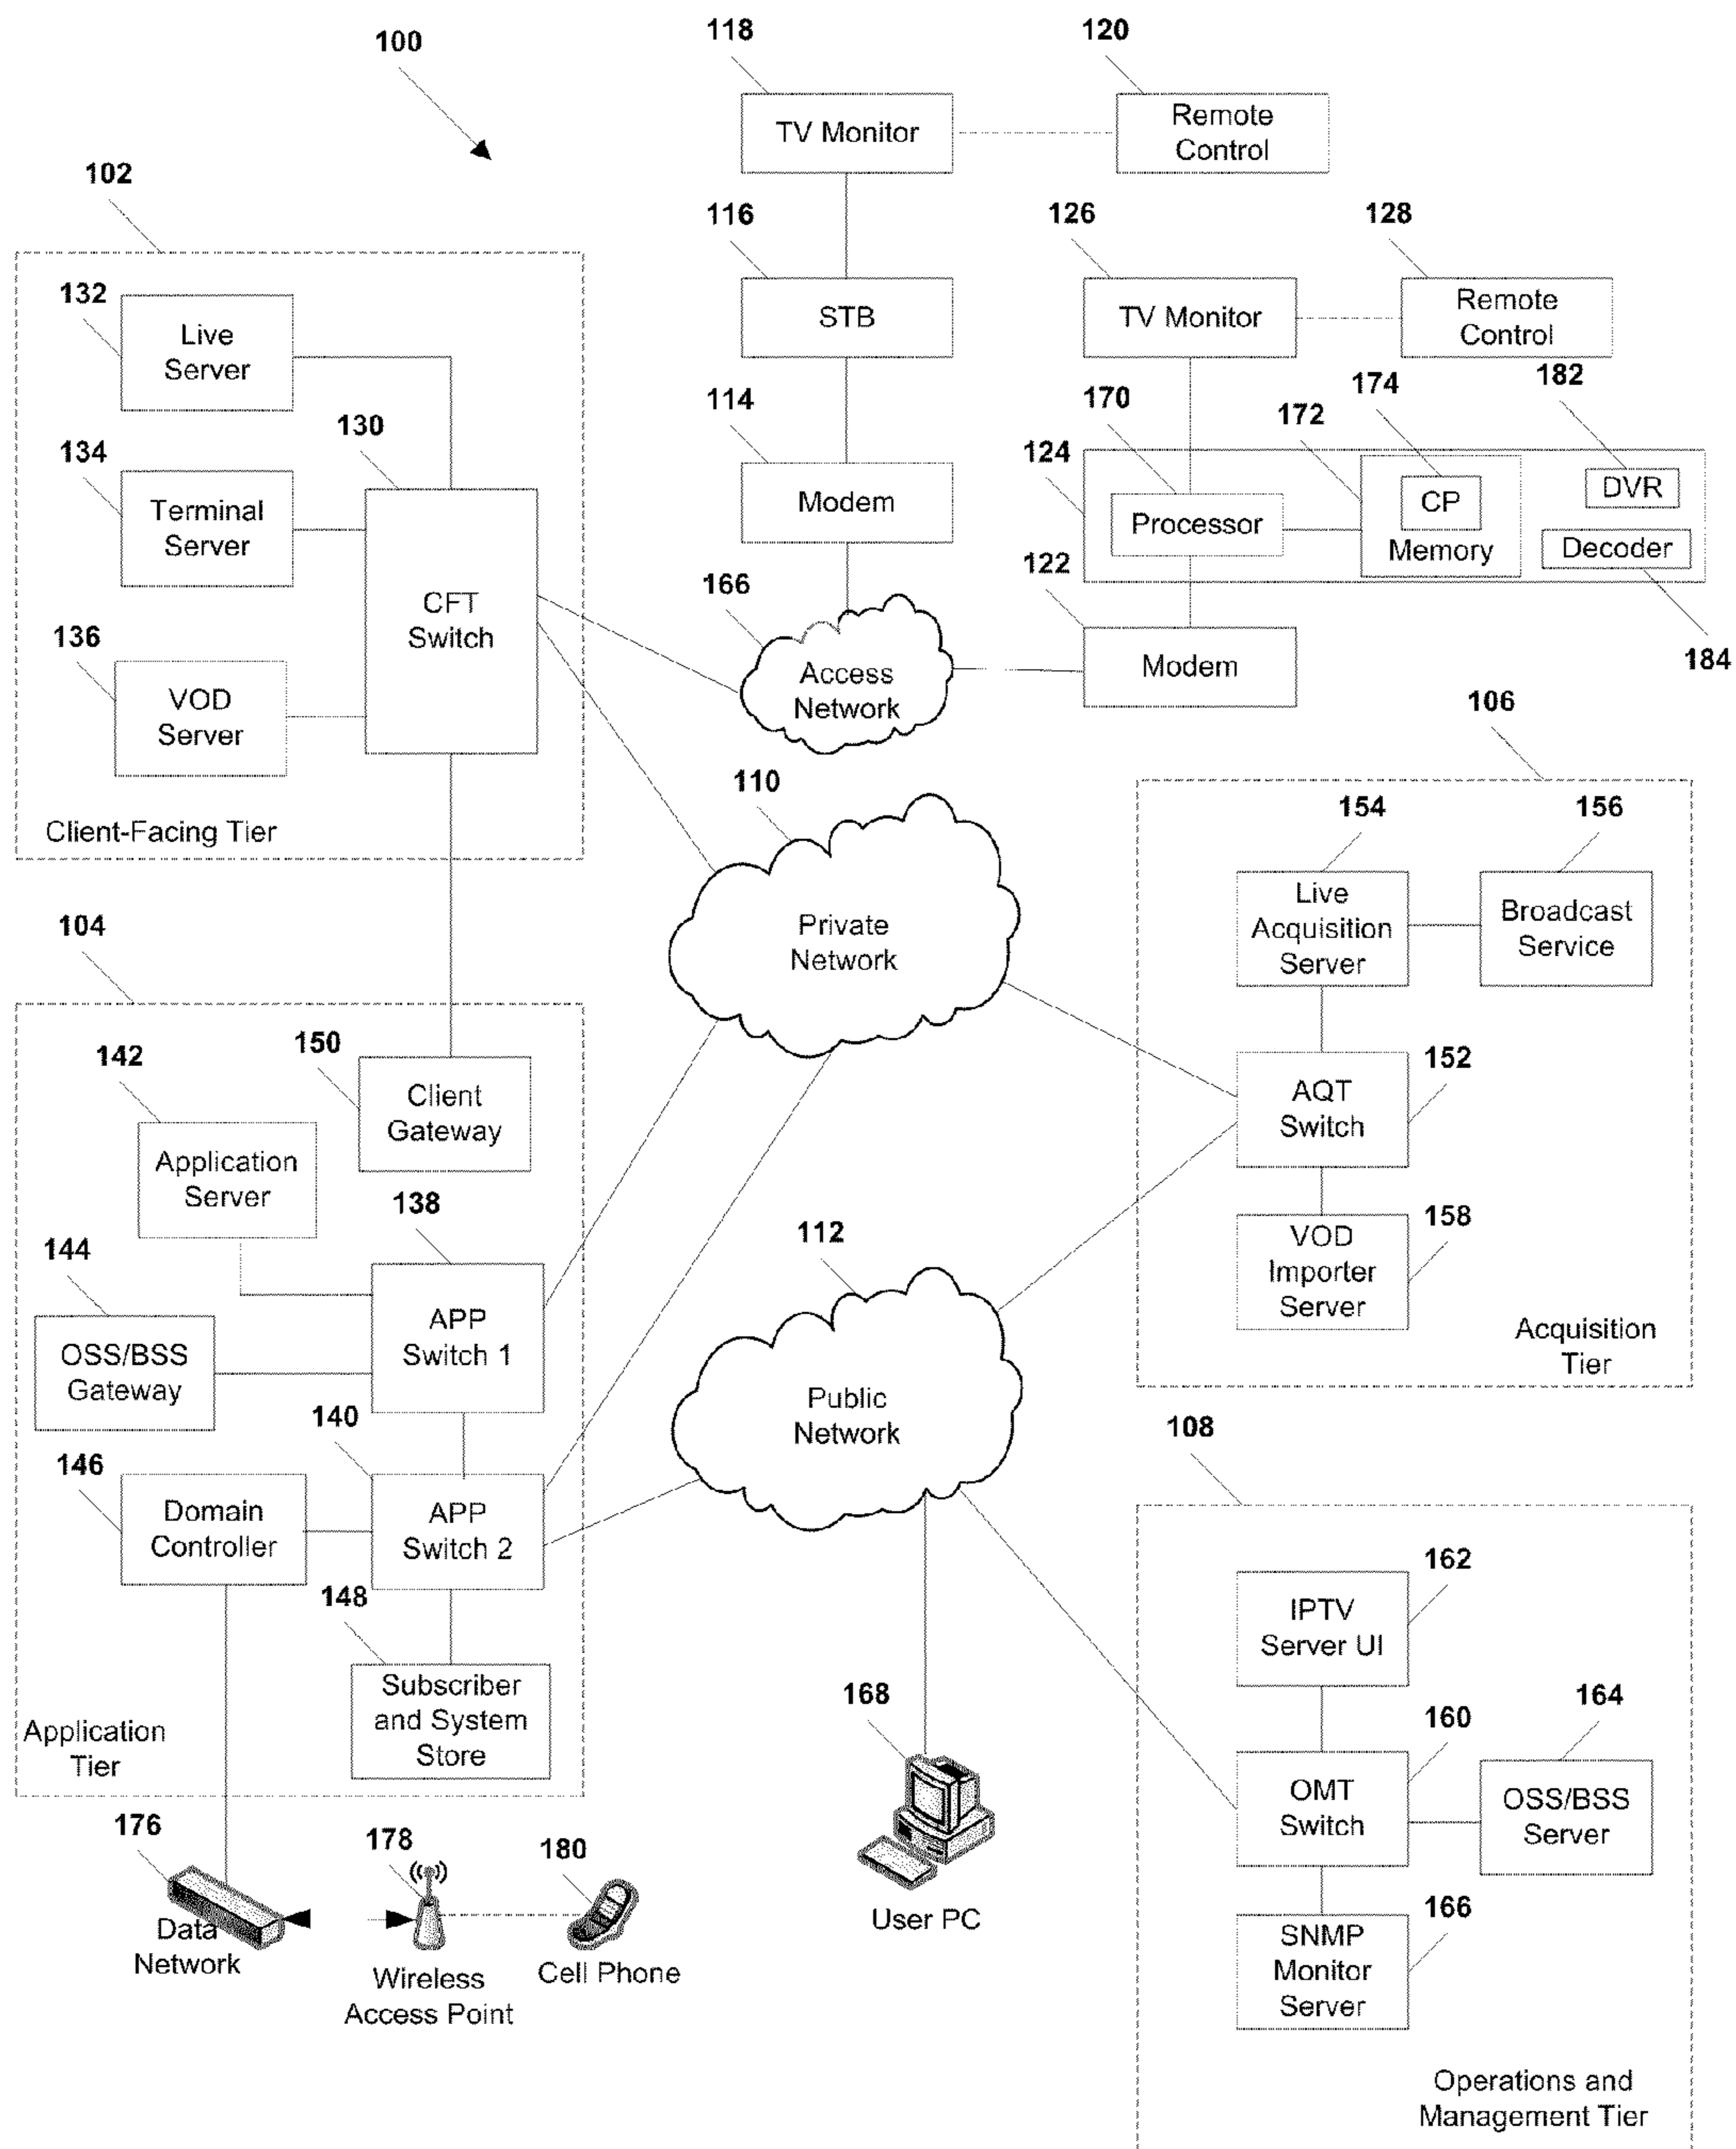 100
118
120
TV Monitor
Remote
Control
102
116
126
128
STB
TV Monitor
Remote
Control
132
Live
Server
130
134
Terminal
Server
CFT
Switch
136
VOD
Server
Client-Facing Tier
114
Modem
170
172
174
182
124
Processor
CP
Memory
DVR
Decoder
184
122
Modem
166
Access
Network
110
Private
Network
106
154
156
Live
Acquisition
Server
Broadcast
Service
152
AQT
Switch
158
VOD
Importer
Server
Acquisition
Tier
104
142
150
Client
Gateway
Application
Server
138
144
APP
Switch 1
OSS/BSS
Gateway
140
146
Domain
Controller
APP
Switch 2
148
Subscriber
and System
Store
Application
Tier
112
Public
Network
108
162
IPTV
Server UI
160
164
OMT
Switch
OSS/BSS
Server
166
SNMP
Monitor
Server
Operations and
Management Tier
168
User PC
176
Data
Network
178
Wireless
Access Point
180
Cell Phone